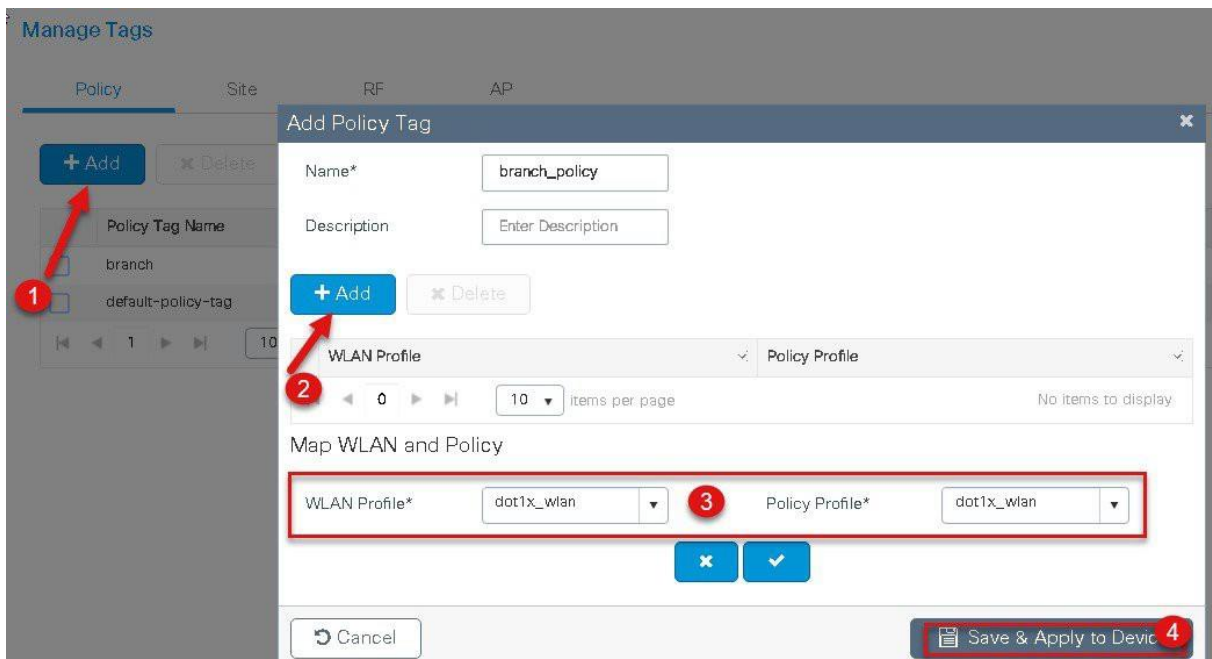 Manage Tags
Policy Site RF AP
Add Policy Tag
Add Delete
Name* branch_policy
Policy Tag Name
Description Enter Description
branch
1
default-policy-tag
Add Delete
1 10
WLAN Profile Policy Profile
2
0 10 items per page No items to display
Map WLAN and Policy
WLAN Profile* dot1x_wlan 3 Policy Profile* dot1x_wlan
Cancel Save & Apply to Devic 4